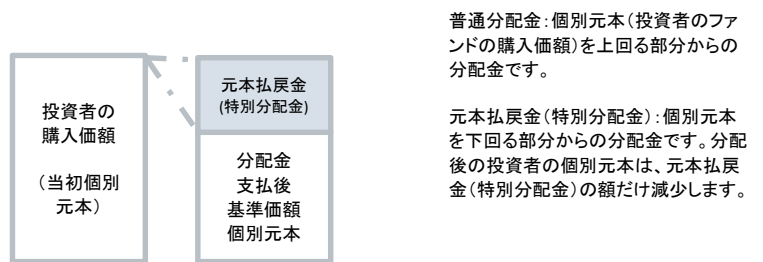 投資者の
購入価額
(当初個別
元本)
元本払戻金
(特別分配金)
分配金
支払後
基準価額
個別元本
普通分配金:個別元本(投資者のファ
ンドの購入価額)を上回る部分からの
分配金です。
元本払戻金(特別分配金):個別元本
を下回る部分からの分配金です。分配
後の投資者の個別元本は、元本払戻
金(特別分配金)の額だけ減少します。